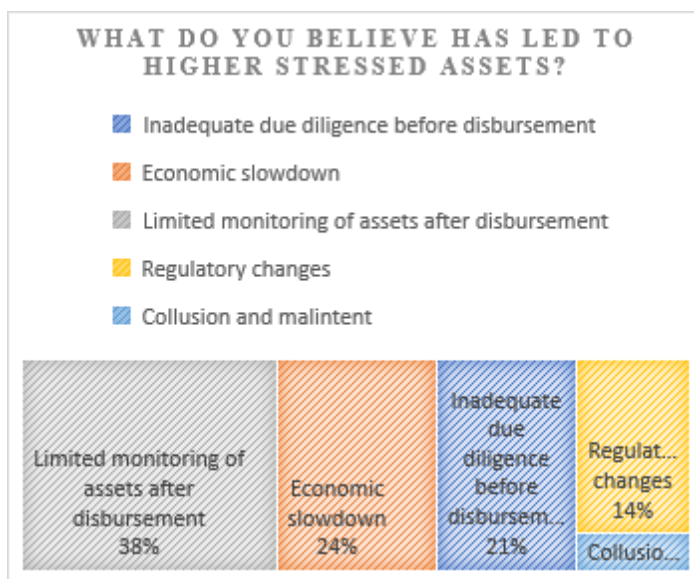 WHAT DO YOU BELIEVE HAS LED TO
HIGHER STRESSED ASSETS?
Inadequate due diligence before disbursement
Economic slowdown
Limited monitoring of assets after disbursement
Regulatory changes
Collusion and malintent
Limited monitoring of
assets after
disbursement
38%
Economic
slowdown
24%
Inadequate
due
diligence
before
disbursem...
21%
Regulat...
changes
14%
Collusio...